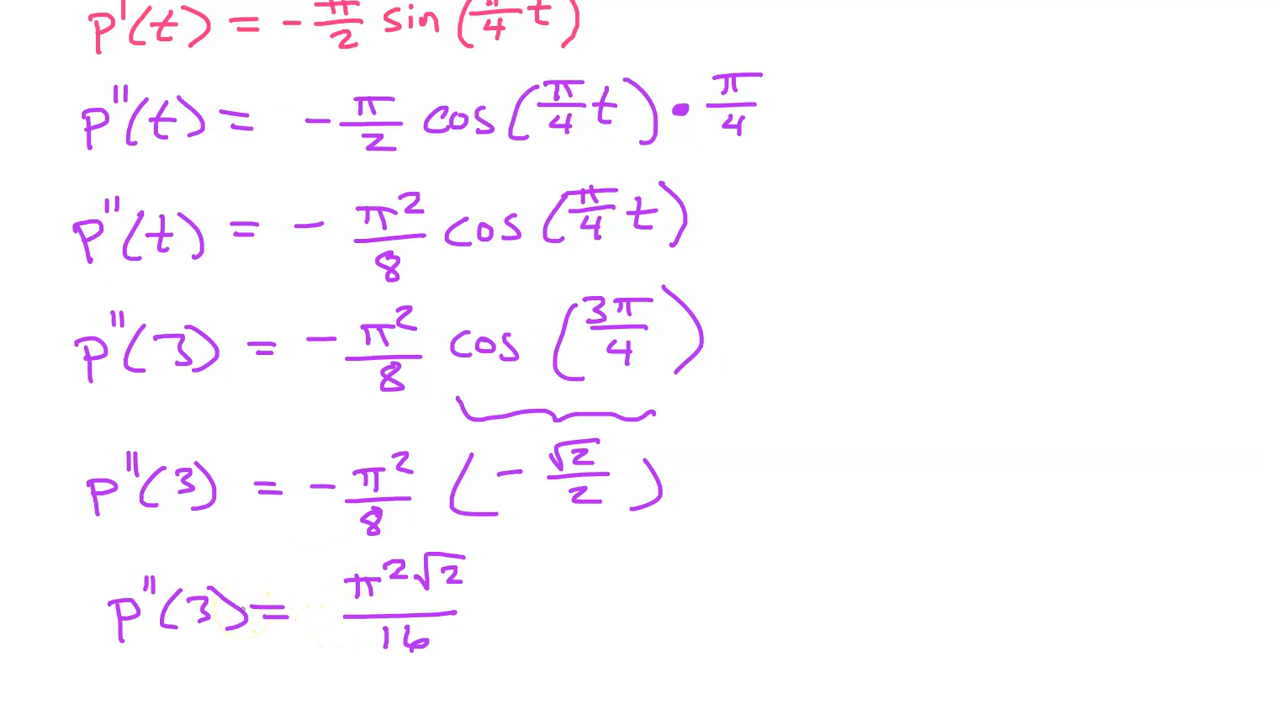 p'(t) = - π/2 sin (π/4 t)
p''(t) = - π/2 cos (π/4 t) • π/4
p''(t) = - π²/8 cos (π/4 t)
p''(3) = - π²/8 cos (3π/4)
p''(3) = - π²/8 (- √2/2)
p''(3) = π²√2/16